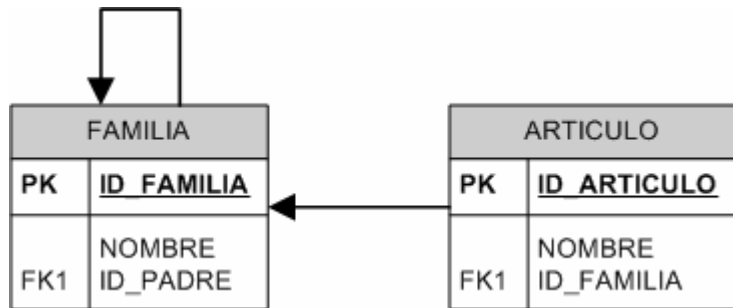 FAMILIA
PK ID_FAMILIA
NOMBRE
FK1 ID_PADRE
ARTICULO
PK ID_ARTICULO
NOMBRE
FK1 ID_FAMILIA